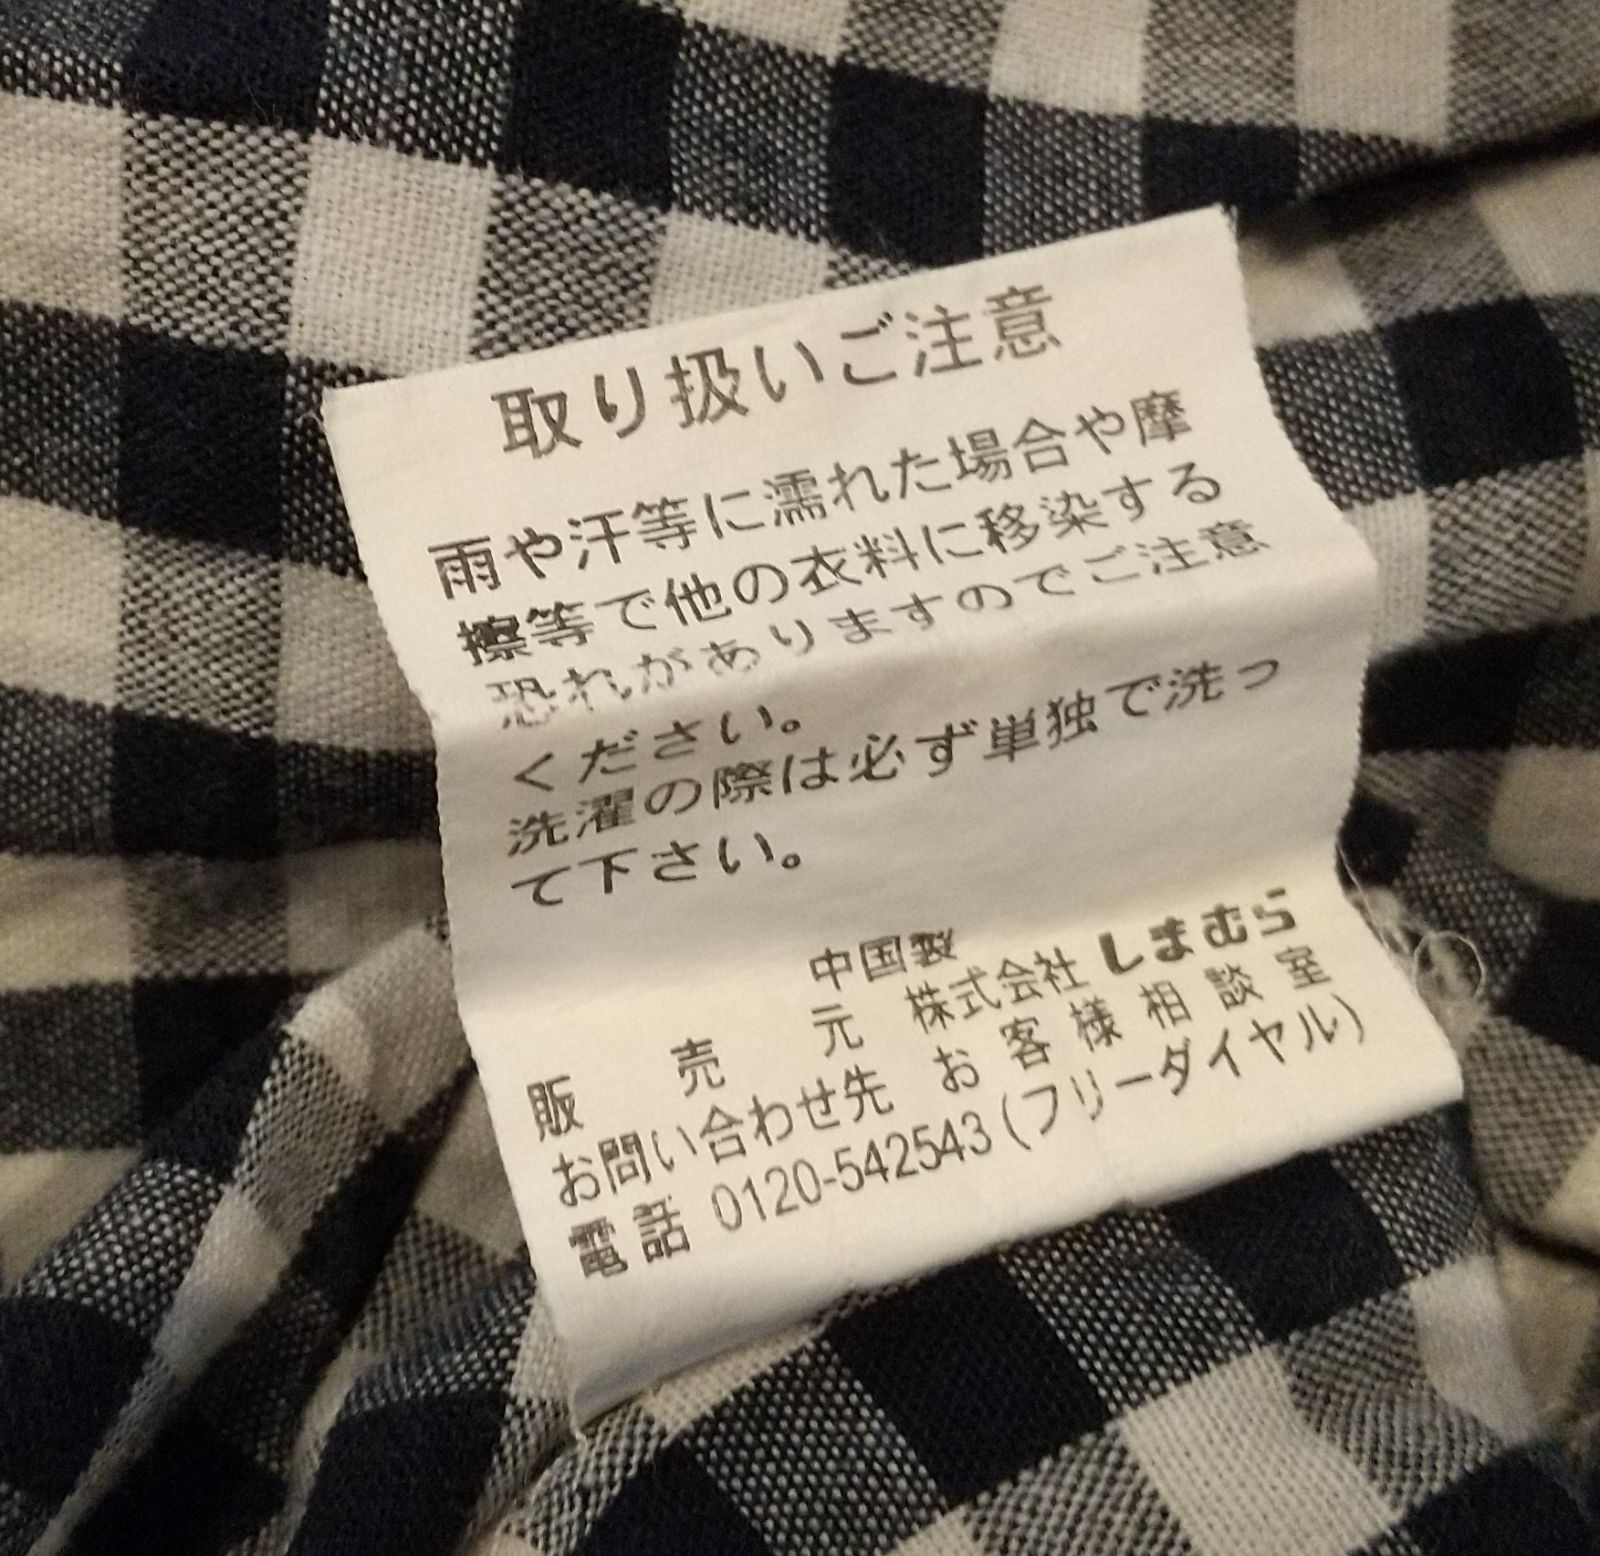 取り扱いご注意
雨や汗等に濡れた場合や摩
擦等で他の衣料に移染する
恐れがありますのでご注意
ください。
洗濯の際は必ず単独で洗っ
て下さい。
中国製
販売元 株式会社しまむら
お問い合わせ先 お客様相談室
電話 0120-542543(フリーダイヤル)